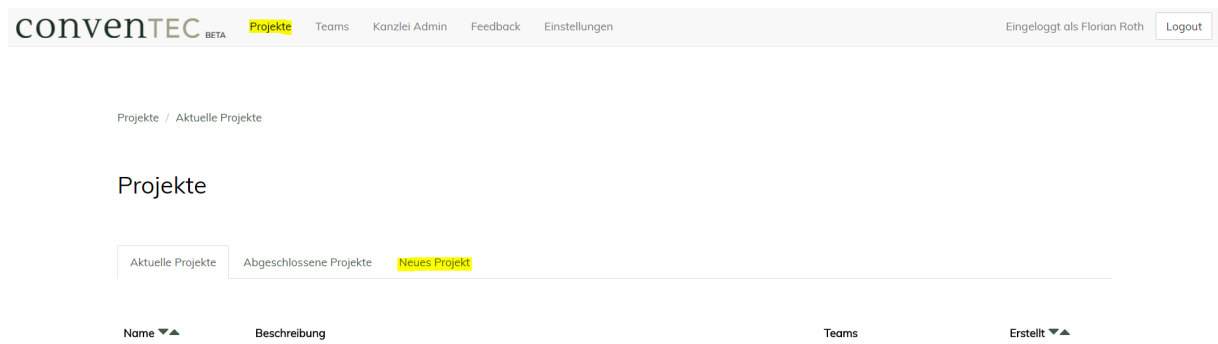 conventec BETA Projekte Teams Kanzlei Admin Feedback Einstellungen Eingeloggt als Florian Roth Logout
Projekte / Aktuelle Projekte
Projekte
Aktuelle Projekte Abgeschlossene Projekte Neues Projekt
Name Beschreibung Teams Erstellt